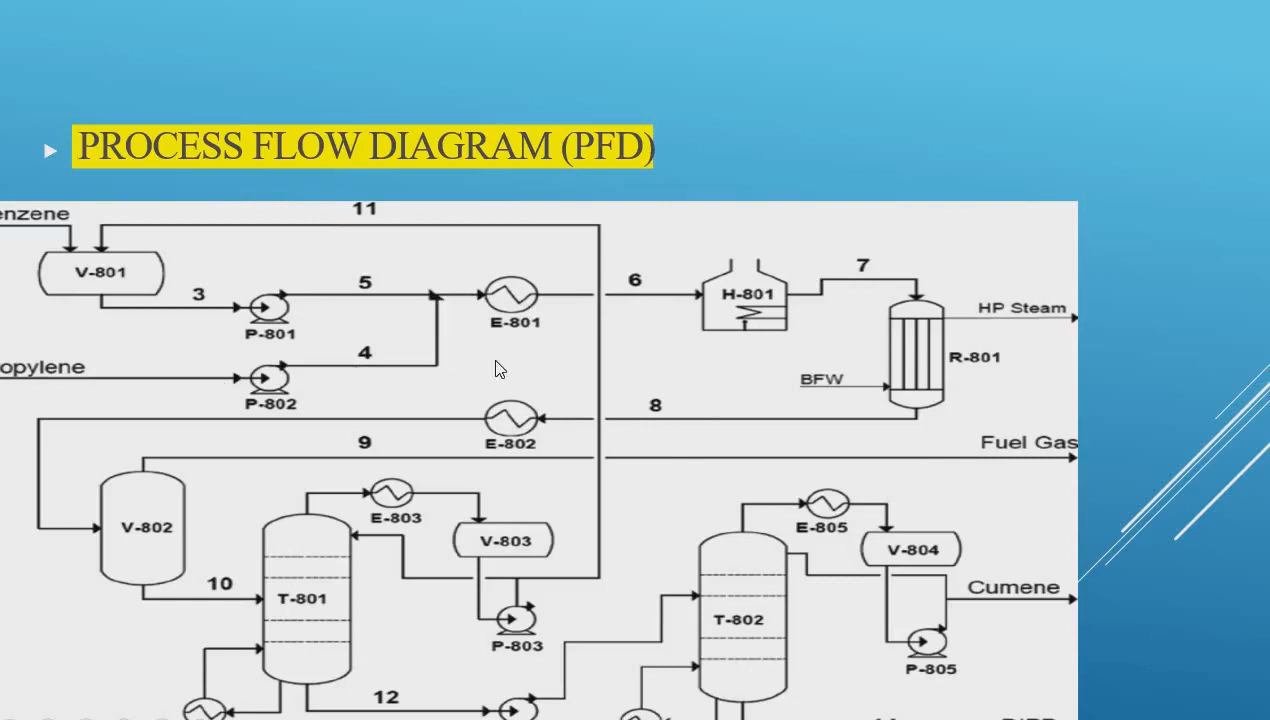 PROCESS FLOW DIAGRAM (PFD)
11
enzene
V-801
3
5
6
7
H-801
HP Steam
E-801
P-801
R-801
4
opylene
BFW
P-802
8
E-802
9
Fuel Gas
E-803
V-802
V-803
E-805
V-804
10
T-801
Cumene
T-802
P-803
P-805
12